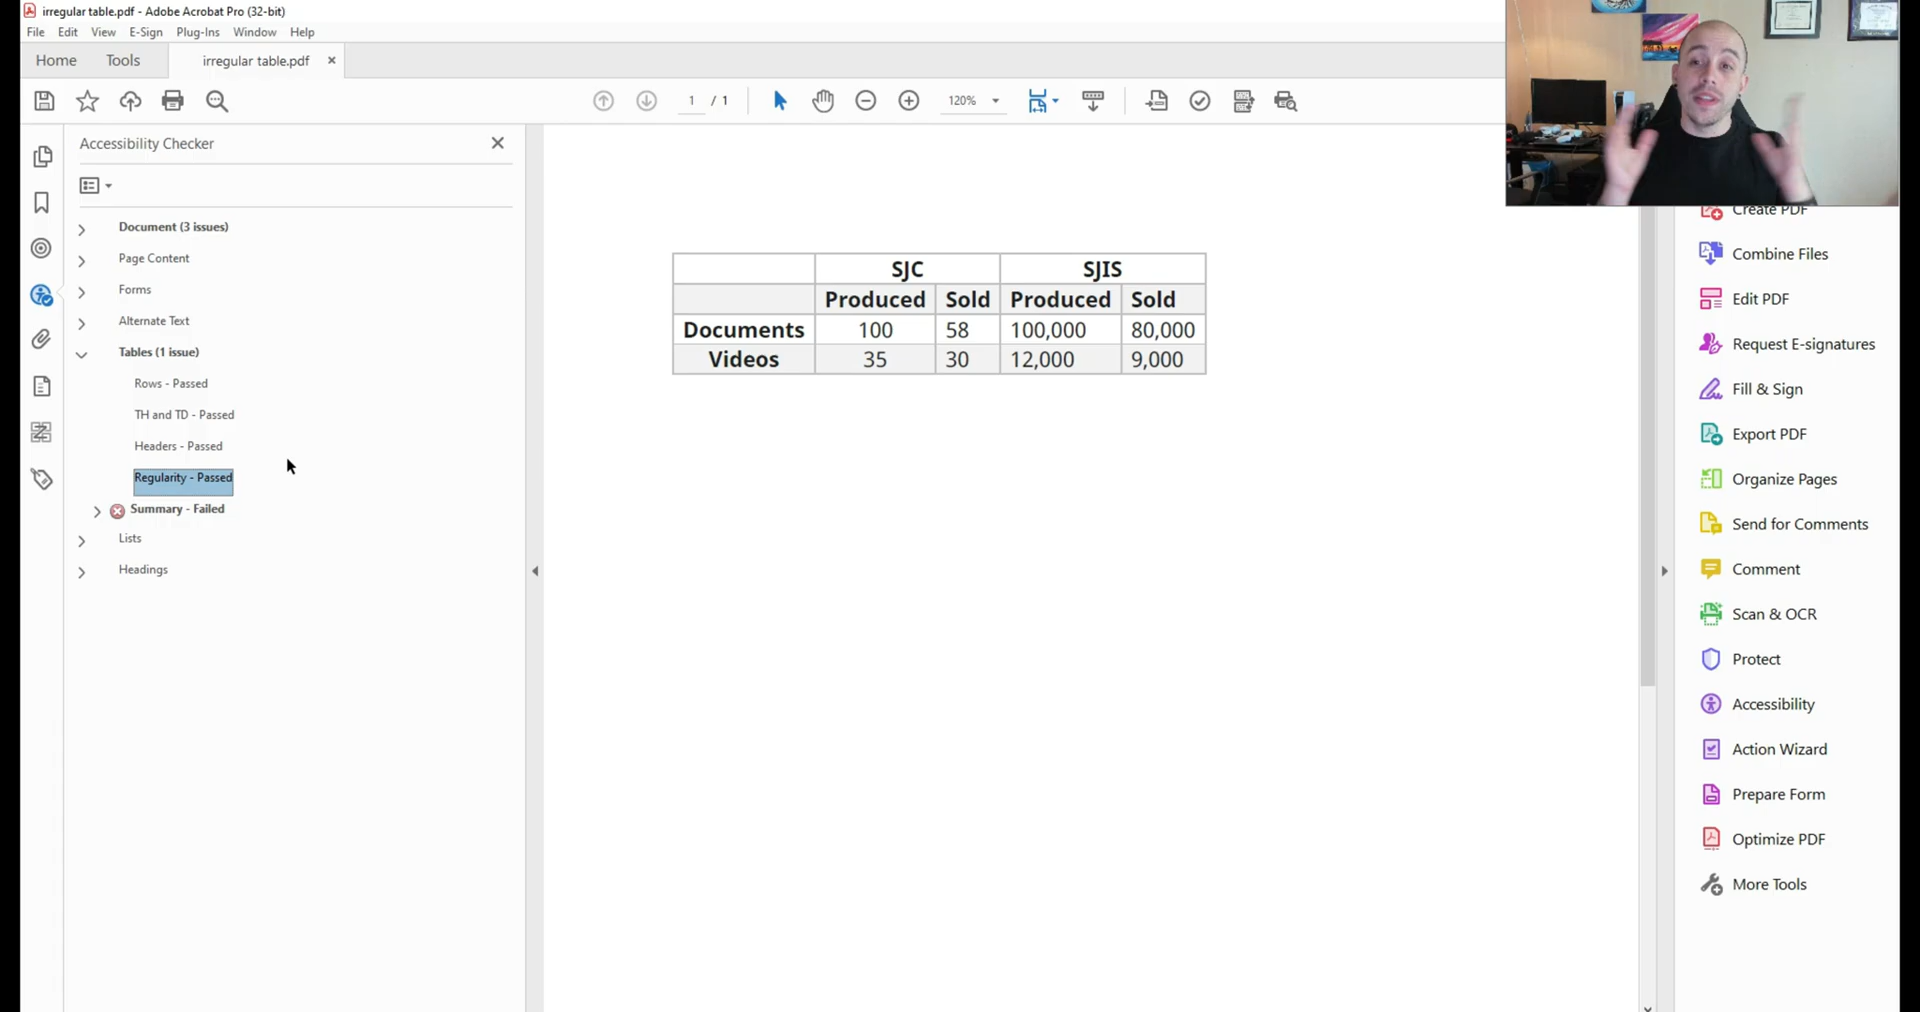 irregular table.pdf - Adobe Acrobat Pro (32-bit)
File Edit View E-Sign Plug-Ins Window Help
Home Tools irregular table.pdf ×
1 / 1 120%
Accessibility Checker
Document (3 issues)
Page Content
Forms
Alternate Text
Tables (1 issue)
Rows - Passed
TH and TD - Passed
Headers - Passed
Regularity - Passed
Summary - Failed
Lists
Headings
SJC SJIS
Produced Sold Produced Sold
Documents 100 58 100,000 80,000
Videos 35 30 12,000 9,000
Create PDF
Combine Files
Edit PDF
Request E-signatures
Fill & Sign
Export PDF
Organize Pages
Send for Comments
Comment
Scan & OCR
Protect
Accessibility
Action Wizard
Prepare Form
Optimize PDF
More Tools